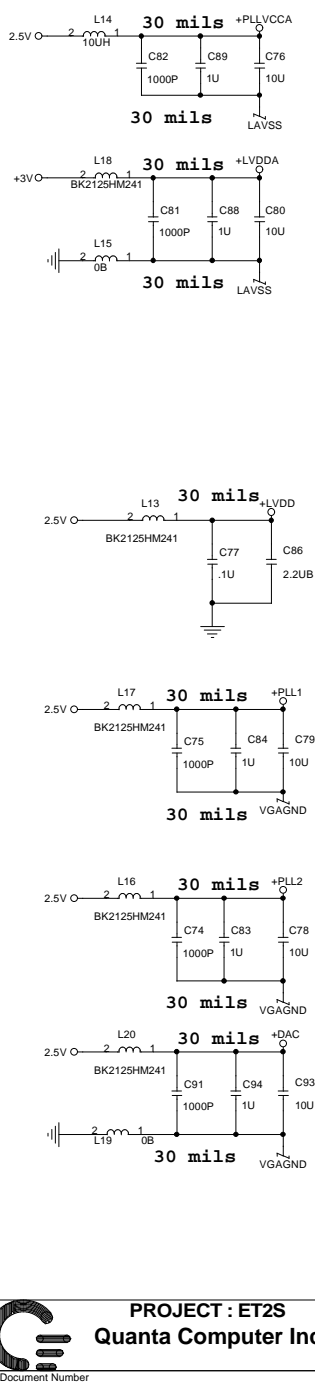 L14 30 mils +PLLVCCA
2.5V 2 1
10UH
C82 C89 C76
1000P 1U 10U
30 mils LAVSS
L18 30 mils +LVDDA
+3V 2 1
BK2125HM241
C81 C88 C80
1000P 1U 10U
L15
2 1
0B 30 mils LAVSS
L13 30 mils +LVDD
2.5V 2 1
BK2125HM241
C77 C86
.1U 2.2UB
L17 30 mils +PLL1
2.5V 2 1
BK2125HM241
C75 C84 C79
1000P 1U 10U
30 mils VGAGND
L16 30 mils +PLL2
2.5V 2 1
BK2125HM241
C74 C83 C78
1000P 1U 10U
30 mils VGAGND
L20 30 mils +DAC
2.5V 2 1
BK2125HM241
C91 C94 C93
1000P 1U 10U
2 1
L19 0B 30 mils VGAGND
PROJECT : ET2S
Quanta Computer Inc
Document Number